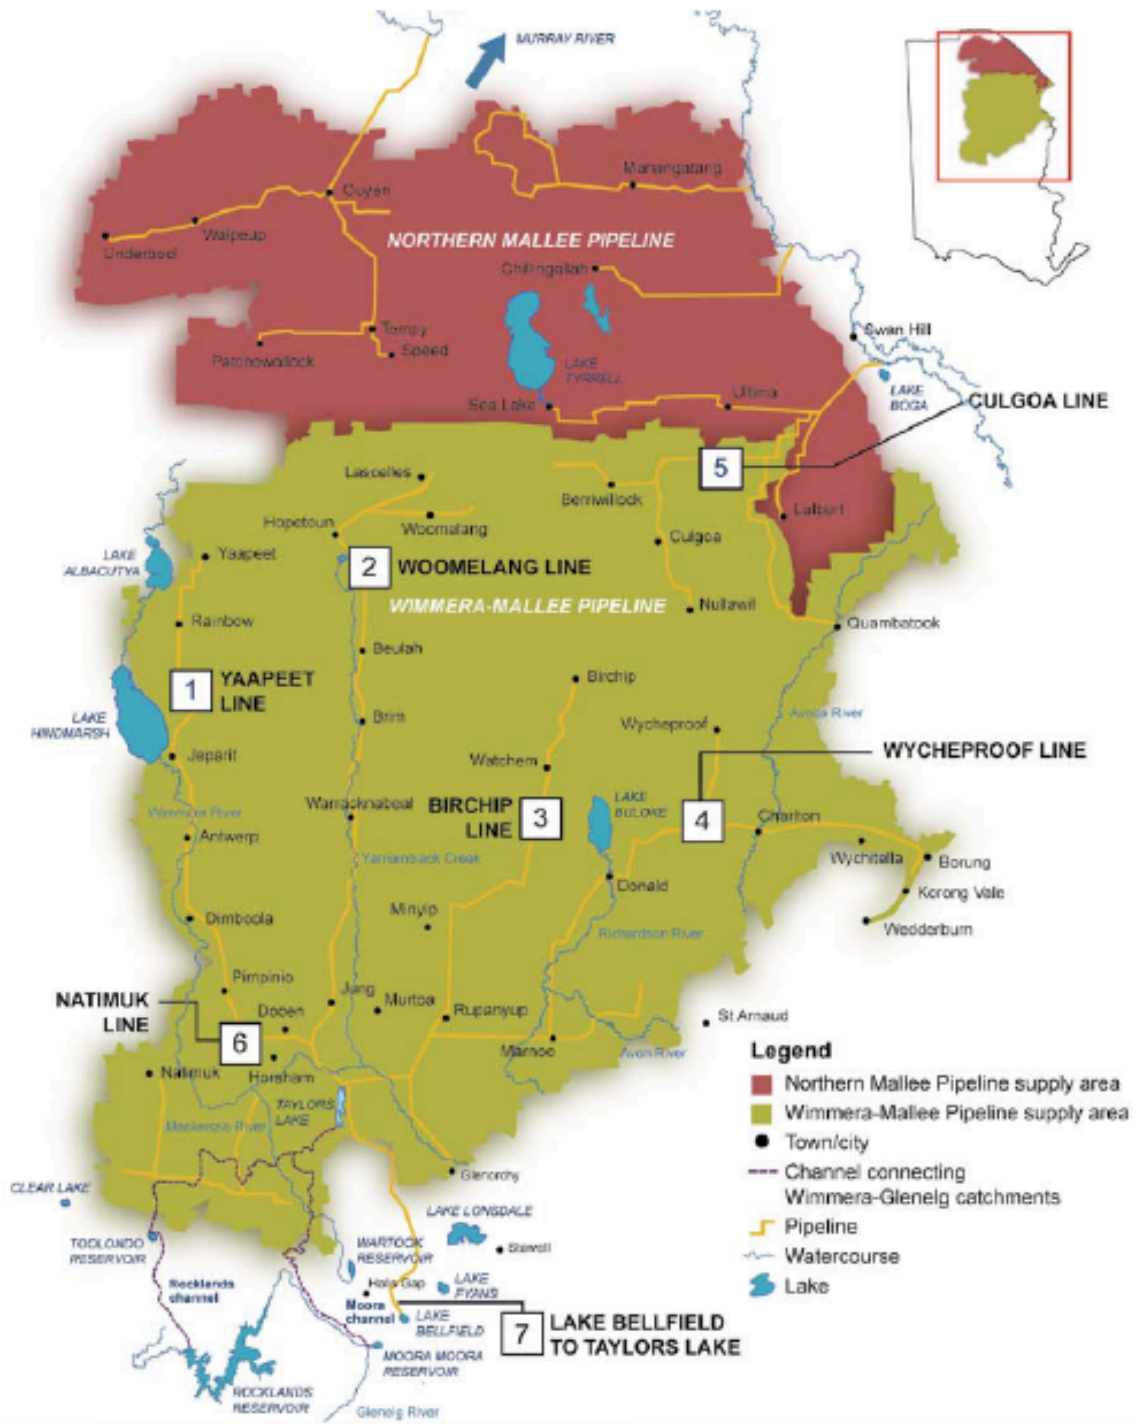 MURRAY RIVER
Manangatang
Ouyen
Walpeup
Underbool
NORTHERN MALLEE PIPELINE
Chillingollah
Swan Hill
Tempy
Speed
Patchewollock
LAKE
TYRRELL
LAKE
BOGA
Ultima
Sea Lake
CULGOA LINE
5
Lascelles
Berriwillock
Lalbert
Hopetoun
Woomalang
Culgoa
LAKE
ALBACUTYA
Yaapeet
2
WOOMELANG LINE
WIMMERA-MALLEE PIPELINE
Nullawil
Rainbow
Quambatook
Beulah
1
YAAPEET
LINE
Birchip
LAKE
HINDMARSH
Brim
Wycheproof
Avoca River
Jeparit
Watchem
WYCHEPROOF LINE
Wimmera River
Warracknabeal
BIRCHIP
LINE
3
LAKE
BULOKE
4
Charlton
Antwerp
Yarriambiack Creek
Wychitella
Borung
Donald
Korong Vale
Dimboola
Minyip
Richardson River
Wedderburn
Pimpinio
NATIMUK
LINE
Jung
Murtoa
Dooen
Rupanyup
St Arnaud
6
Marnoo
Avon River
Natimuk
Horsham
TAYLORS
LAKE
Mackenzie River
Glenorchy
CLEAR LAKE
LAKE LONSDALE
TOOLONDO
RESERVOIR
WARTOOK
RESERVOIR
Stawell
Rocklands
channel
Halls Gap
Moora
channel
LAKE
FYANS
LAKE
BELLFIELD
7
LAKE BELLFIELD
TO TAYLORS LAKE
MOORA MOORA
RESERVOIR
ROCKLANDS
RESERVOIR
Glenelg River
Legend
Northern Mallee Pipeline supply area
Wimmera-Mallee Pipeline supply area
Town/city
Channel connecting
Wimmera-Glenelg catchments
Pipeline
Watercourse
Lake